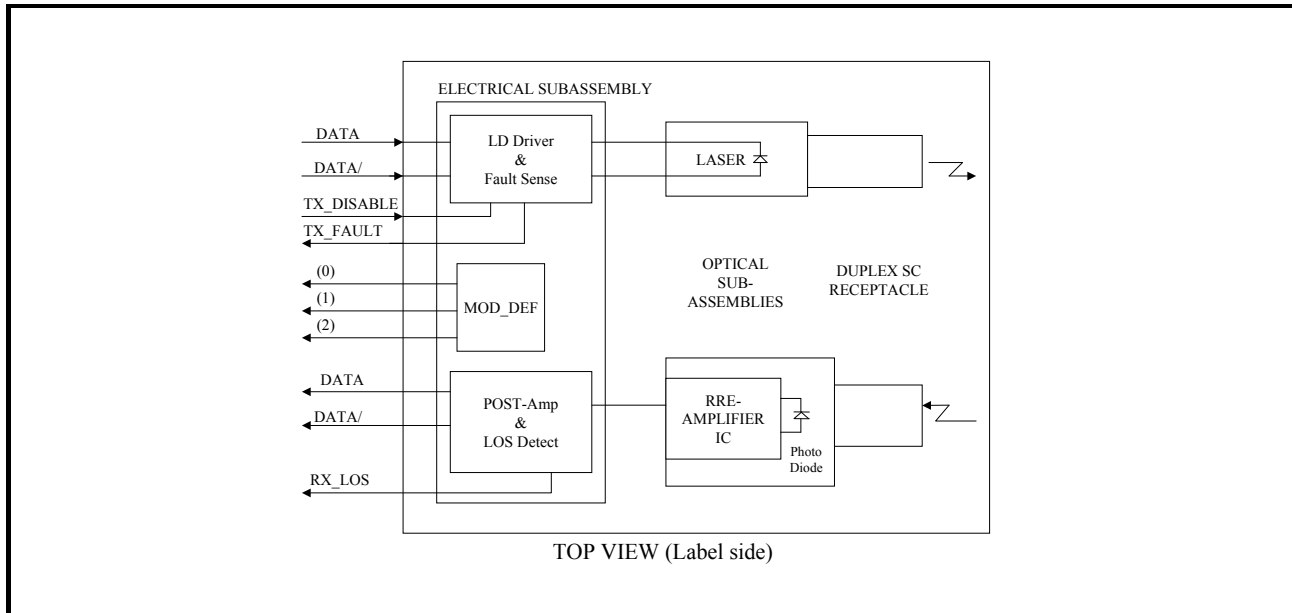 ELECTRICAL SUBASSEMBLY
DATA
DATA/
TX_DISABLE
TX_FAULT
LD Driver
&
Fault Sense
LASER
(0)
(1)
(2)
MOD_DEF
OPTICAL
SUB-
ASSEMBLIES
DUPLEX SC
RECEPTACLE
DATA
DATA/
RX_LOS
POST-Amp
&
LOS Detect
RRE-
AMPLIFIER
IC
Photo
Diode
TOP VIEW (Label side)